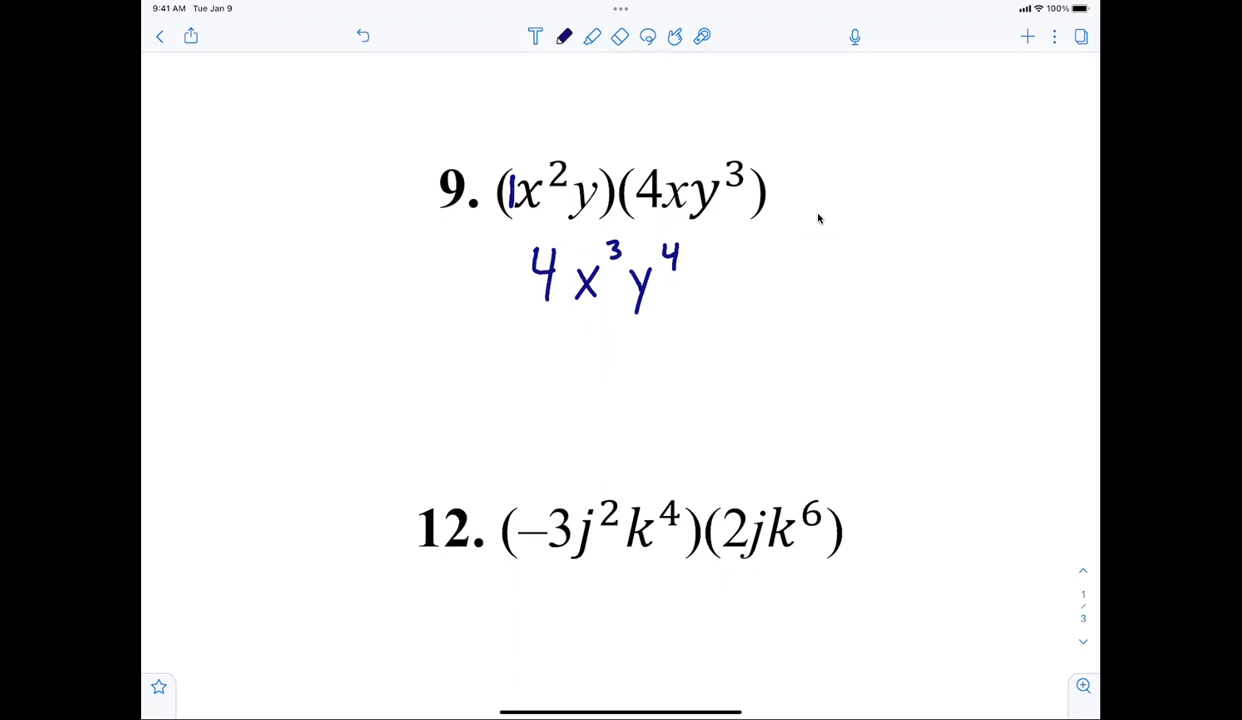 9:41 AM Tue Jan 9
100%
T
9. (1x²y)(4xy³)
4x³y⁴
12. (–3j²k⁴)(2jk⁶)
1
/
3